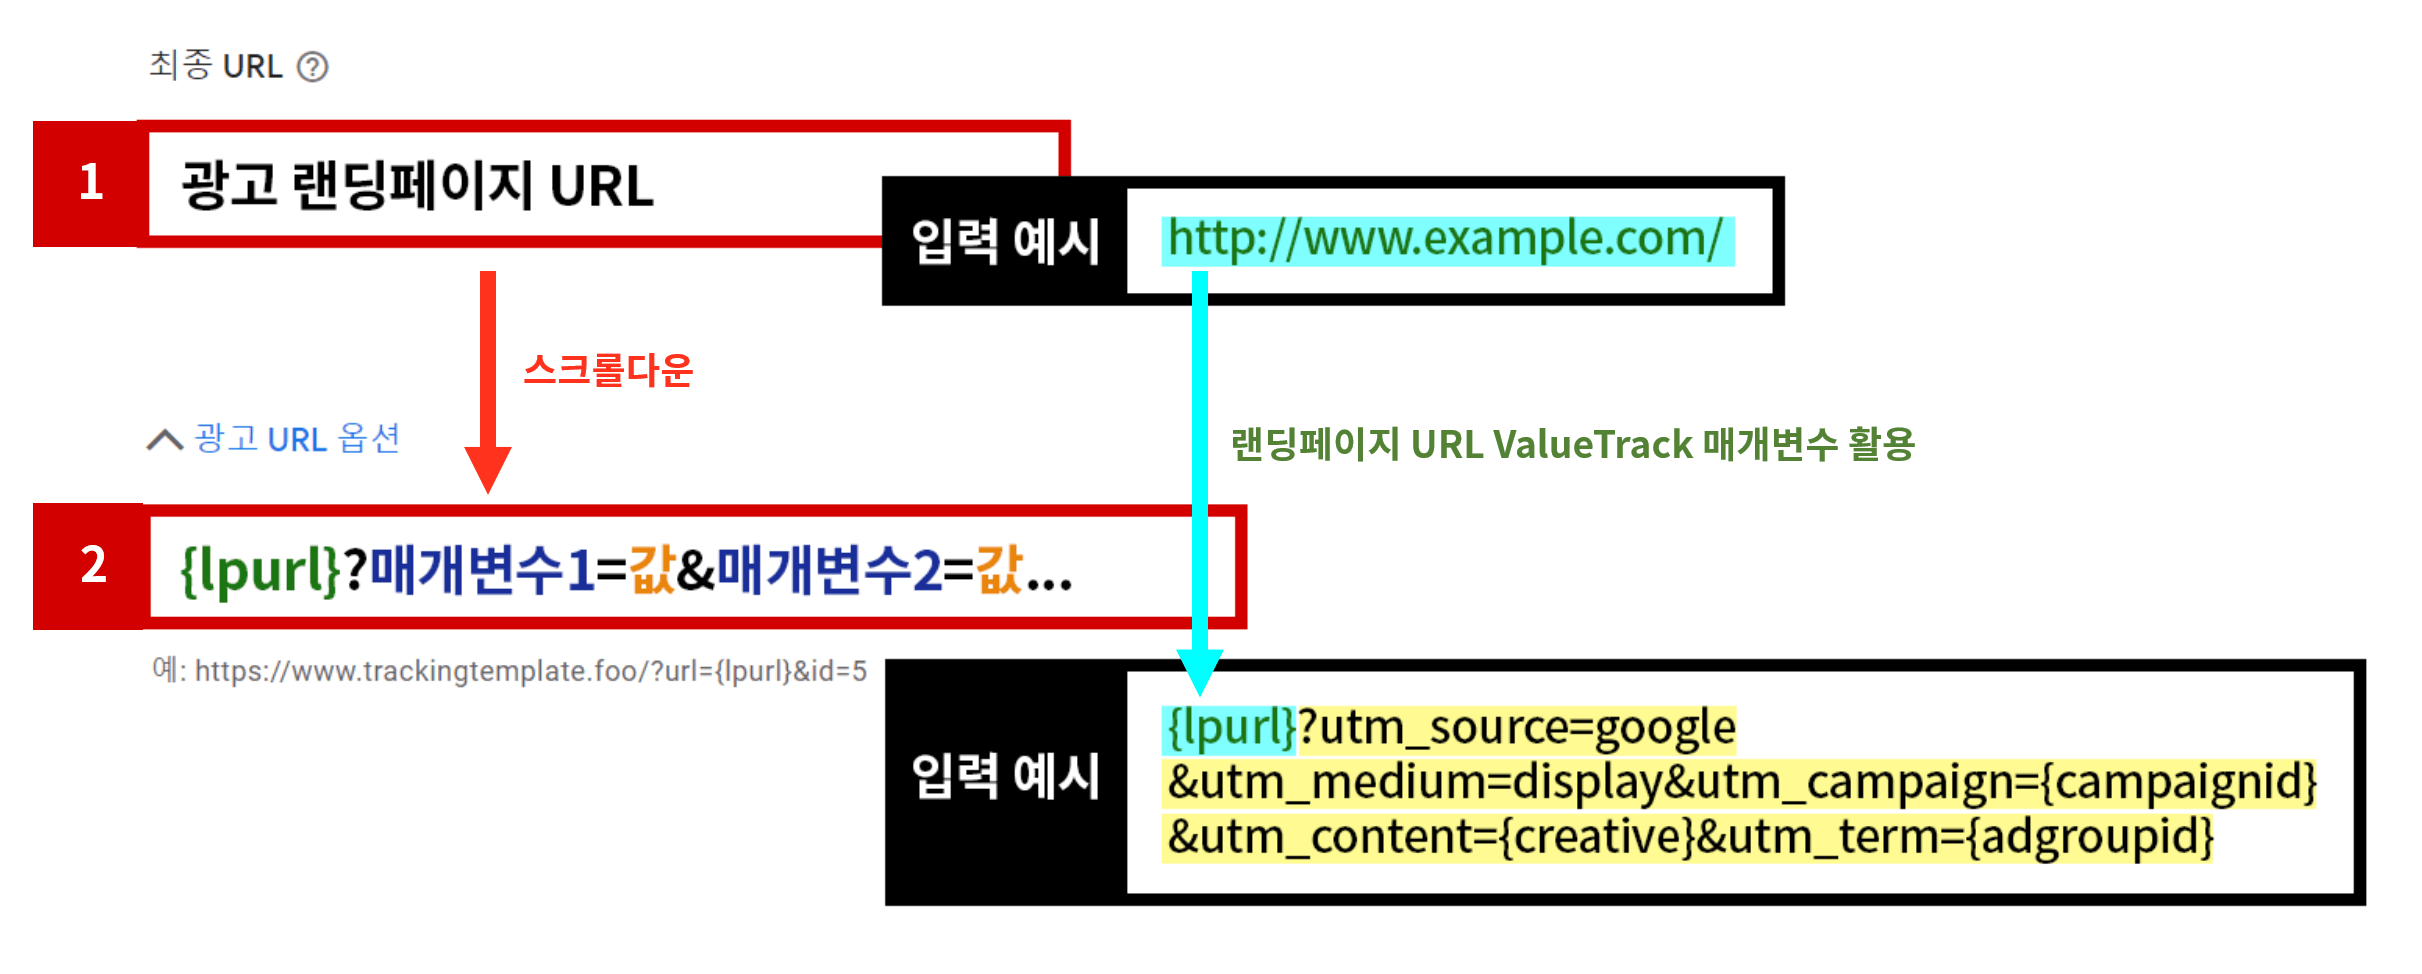 최종 URL ?
1
광고 랜딩페이지 URL
입력 예시
http://www.example.com/
스크롤다운
광고 URL 옵션
랜딩페이지 URL ValueTrack 매개변수 활용
2
{lpurl}?매개변수1=값&매개변수2=값...
예: https://www.trackingtemplate.foo/?url={lpurl}&id=5
입력 예시
{lpurl}?utm_source=google
&utm_medium=display&utm_campaign={campaignid}
&utm_content={creative}&utm_term={adgroupid}